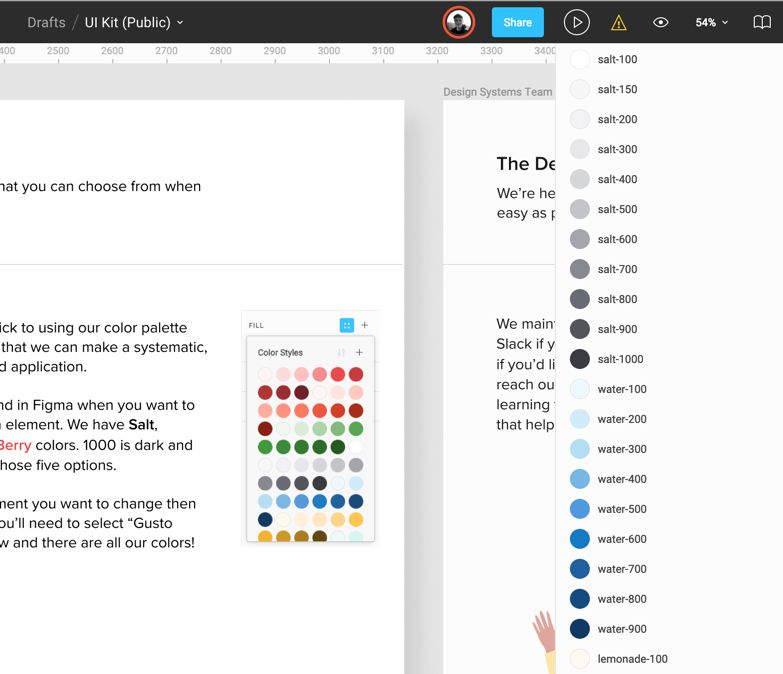 Drafts / UI Kit (Public)
Share
54%
2500 2600 2700 2800 2900 3000 3100 3200 3300 3400
Design Systems Team
hat you can choose from when
ick to using our color palette
that we can make a systematic,
d application.
nd in Figma when you want to
element. We have Salt,
Berry colors. 1000 is dark and
hose five options.
ment you want to change then
ou'll need to select "Gusto
w and there are all our colors!
FILL
Color Styles
The De
We're he
easy as p
We main
Slack if y
if you'd li
reach ou
learning
that help
salt-100
salt-150
salt-200
salt-300
salt-400
salt-500
salt-600
salt-700
salt-800
salt-900
salt-1000
water-100
water-200
water-300
water-400
water-500
water-600
water-700
water-800
water-900
lemonade-100